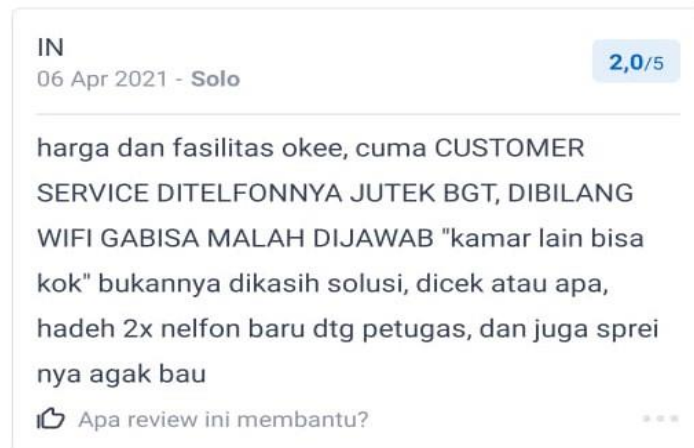 IN
06 Apr 2021 - Solo
2,0/5
harga dan fasilitas okee, cuma CUSTOMER
SERVICE DITELFONNYA JUTEK BGT, DIBILANG
WIFI GABISA MALAH DIJAWAB "kamar lain bisa
kok" bukannya dikasih solusi, dicek atau apa,
hadeh 2x nelfon baru dtg petugas, dan juga sprei
nya agak bau
Apa review ini membantu?